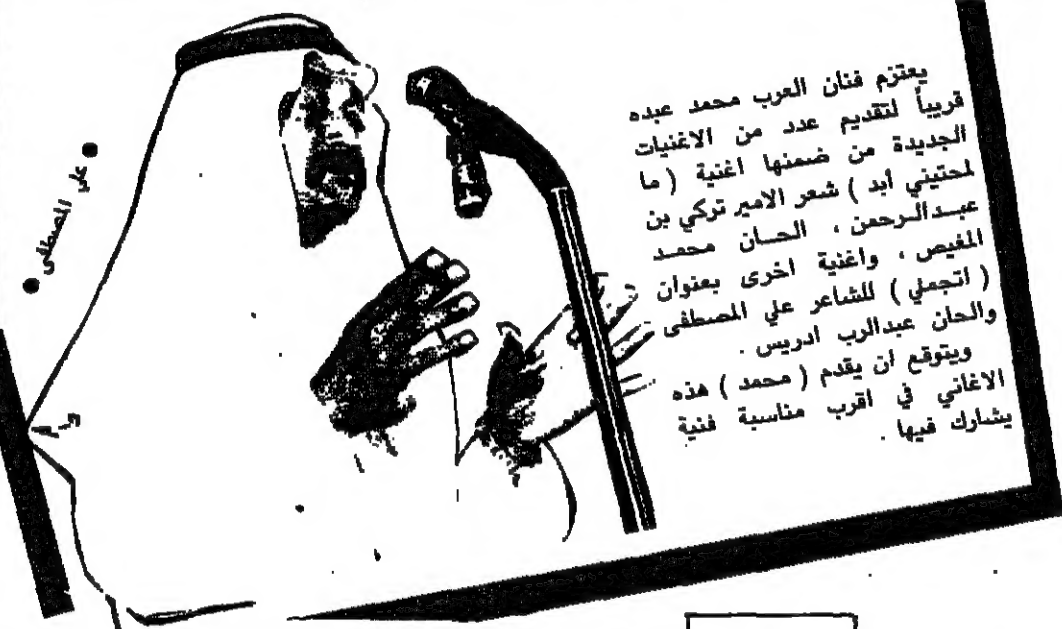 يعتزم فنان العرب محمد عبده
قريباً لتقديم عدد من الاغنيات
الجديدة من ضمنها اغنية ( ما
لمحتيني أبد ) شعر الامير تركي بن
عبدالرحمن ، الحان محمد
المغيص ، واغنية اخرى بعنوان
( اتجملي ) للشاعر علي المصطفى
والحان عبدالرب ادريس .
ويتوقع ان يقدم ( محمد ) هذه
الاغاني في اقرب مناسبة فنية
يشارك فيها .
● علي المصطفى ●